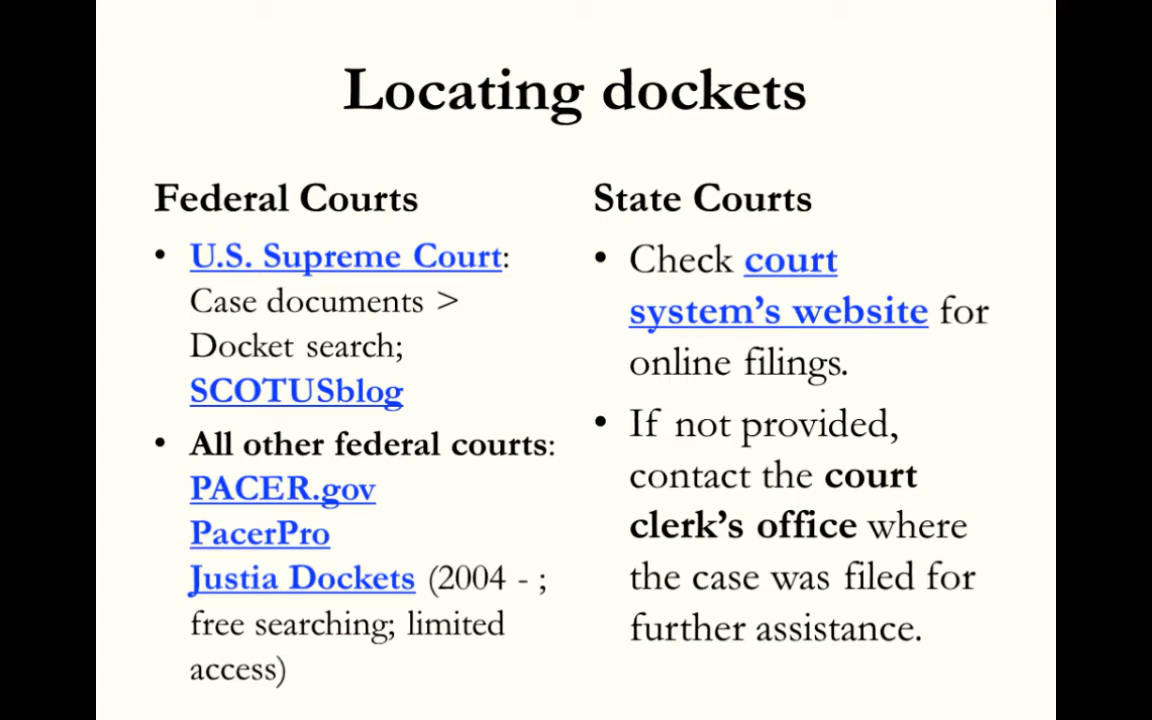 Locating dockets
Federal Courts
• U.S. Supreme Court:
Case documents >
Docket search;
SCOTUSblog
• All other federal courts:
PACER.gov
PacerPro
Justia Dockets (2004 - ;
free searching; limited
access)
State Courts
• Check court
system’s website for
online filings.
• If not provided,
contact the court
clerk’s office where
the case was filed for
further assistance.